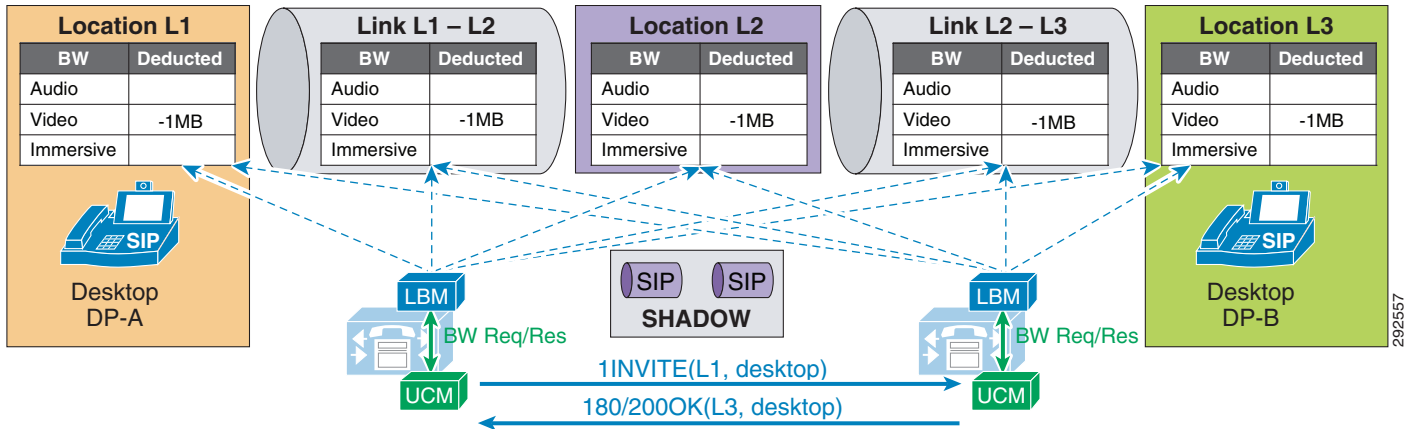 Location L1
BW Deducted
Audio
Video -1MB
Immersive
SIP
Desktop
DP-A
Link L1 – L2
BW Deducted
Audio
Video -1MB
Immersive
Location L2
BW Deducted
Audio
Video -1MB
Immersive
Link L2 – L3
BW Deducted
Audio
Video -1MB
Immersive
Location L3
BW Deducted
Audio
Video -1MB
Immersive
SIP
Desktop
DP-B
LBM
BW Req/Res
UCM
SIP SIP
SHADOW
LBM
BW Req/Res
UCM
1INVITE(L1, desktop)
180/200OK(L3, desktop)
292557